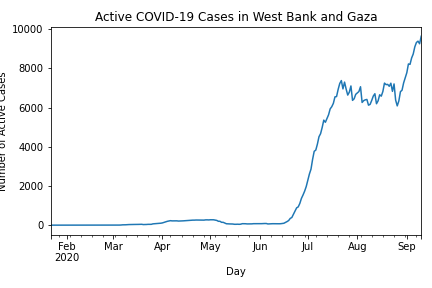 Active COVID-19 Cases in West Bank and Gaza
10000
8000
6000
4000
2000
0
Number of Active Cases
Feb
2020
Mar
Apr
May
Jun
Jul
Aug
Sep
Day